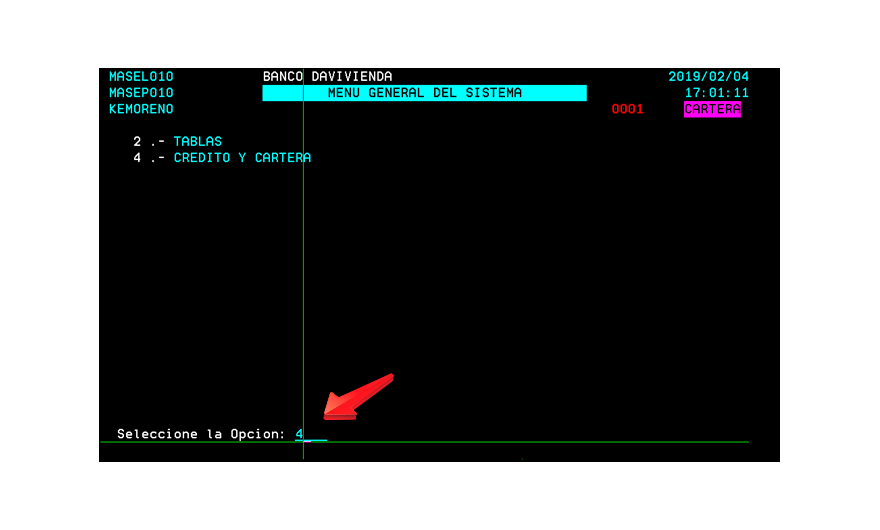 MASEL010 BANCO DAVIVIENDA 2019/02/04
MASEP010 MENU GENERAL DEL SISTEMA 17:01:11
KEMORENO 0001 CARTERA
2 .- TABLAS
4 .- CREDITO Y CARTERA
Seleccione la Opcion: 4